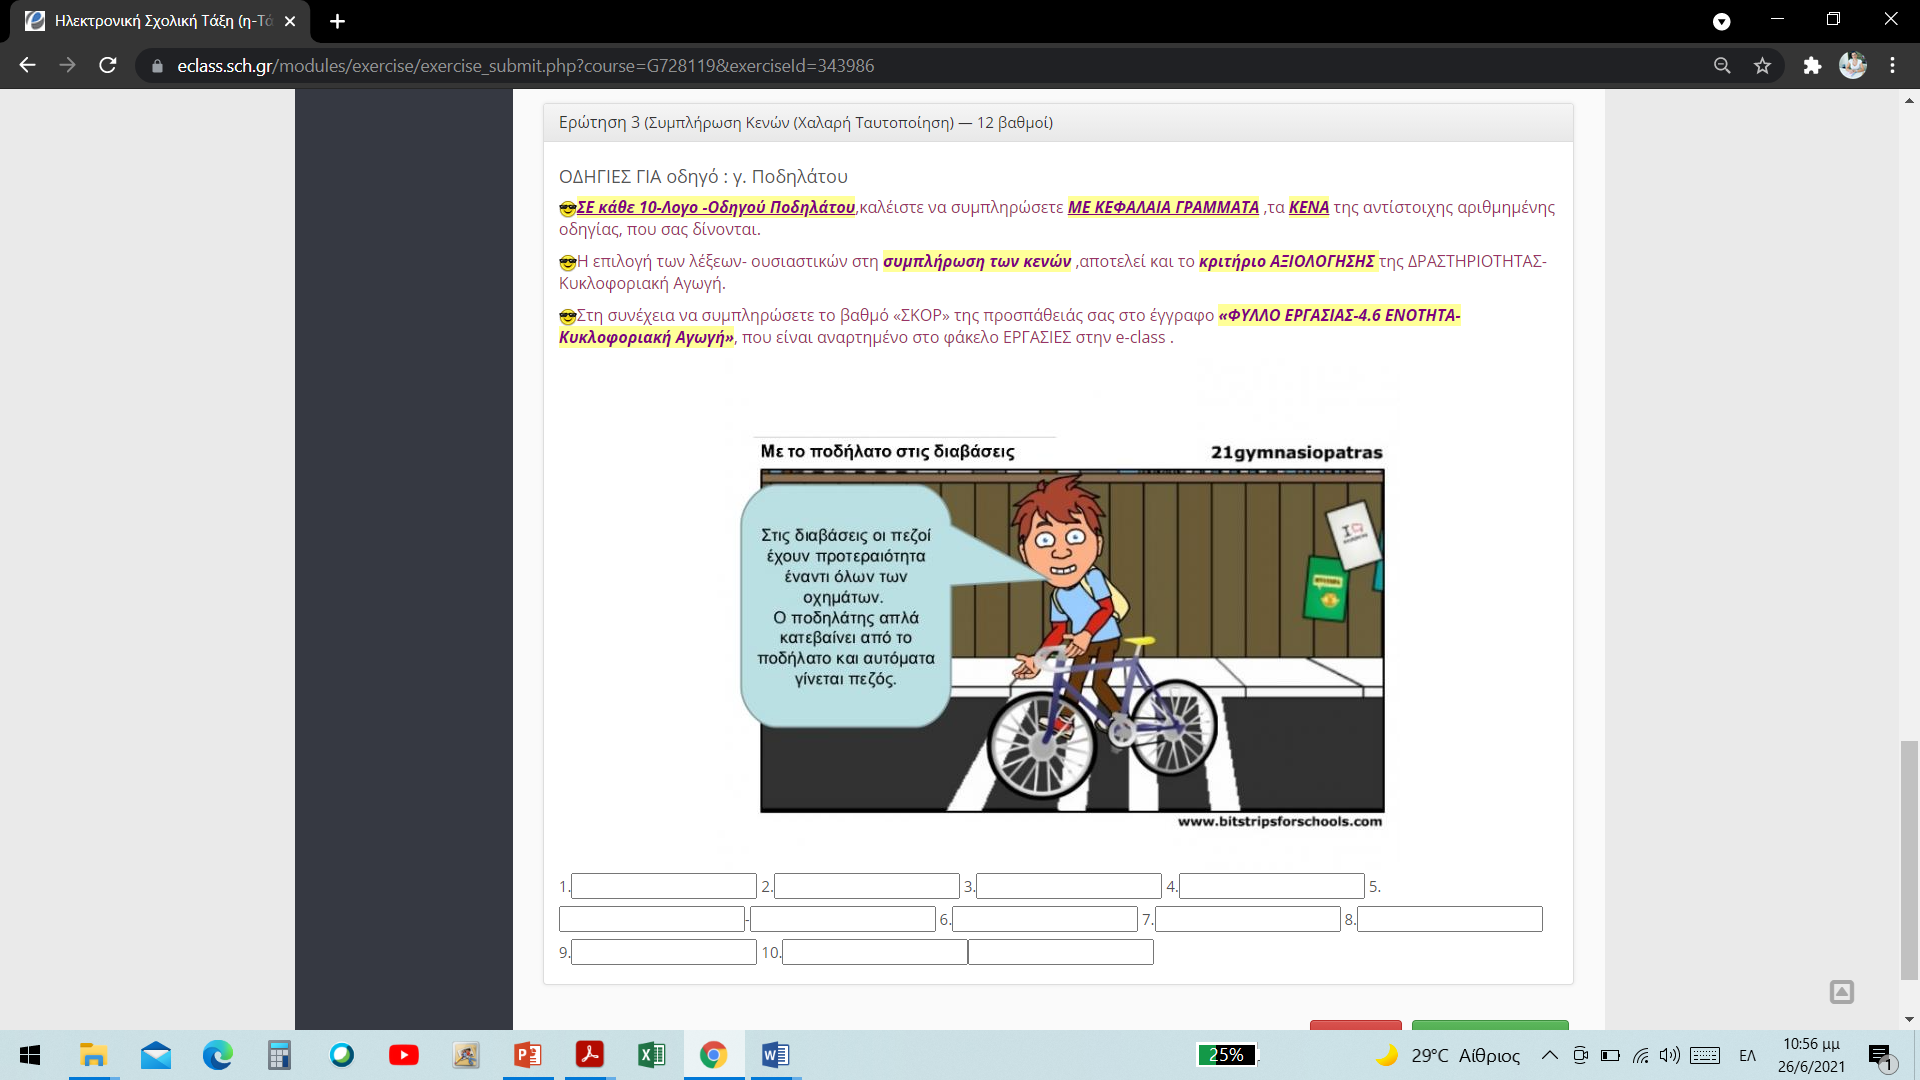 Ηλεκτρονική Σχολική Τάξη (η-Τά
eclass.sch.gr/modules/exercise/exercise_submit.php?course=G728119&exerciseId=343986
Ερώτηση 3 (Συμπλήρωση Κενών (Χαλαρή Ταυτοποίηση) — 12 βαθμοί)
ΟΔΗΓΙΕΣ ΓΙΑ οδηγό : γ. Ποδηλάτου
ΣΕ κάθε 10-Λογο -Οδηγού Ποδηλάτου,καλέιστε να συμπληρώσετε ΜΕ ΚΕΦΑΛΑΙΑ ΓΡΑΜΜΑΤΑ ,τα ΚΕΝΑ της αντίστοιχης αριθμημένης
οδηγίας, που σας δίνονται.
Η επιλογή των λέξεων- ουσιαστικών στη συμπλήρωση των κενών ,αποτελεί και το κριτήριο ΑΞΙΟΛΟΓΗΣΗΣ της ΔΡΑΣΤΗΡΙΟΤΗΤΑΣ-
Κυκλοφοριακή Αγωγή.
Στη συνέχεια να συμπληρώσετε το βαθμό «ΣΚΟΡ» της προσπάθειάς σας στο έγγραφο «ΦΥΛΛΟ ΕΡΓΑΣΙΑΣ-4.6 ΕΝΟΤΗΤΑ-
Κυκλοφοριακή Αγωγή», που είναι αναρτημένο στο φάκελο ΕΡΓΑΣΙΕΣ στην e-class .
Με το ποδήλατο στις διαβάσεις 21gymnasiopatras
Στις διαβάσεις οι πεζοί
έχουν προτεραιότητα
έναντι όλων των
οχημάτων.
Ο ποδηλάτης απλά
κατεβαίνει από το
ποδήλατο και αυτόματα
γίνεται πεζός.
www.bitstripsforschools.com
1. 2. 3. 4. 5.
- 6. 7. 8.
9. 10.
25% 29°C Αίθριος ΕΛ 10:56 μμ
26/6/2021 1